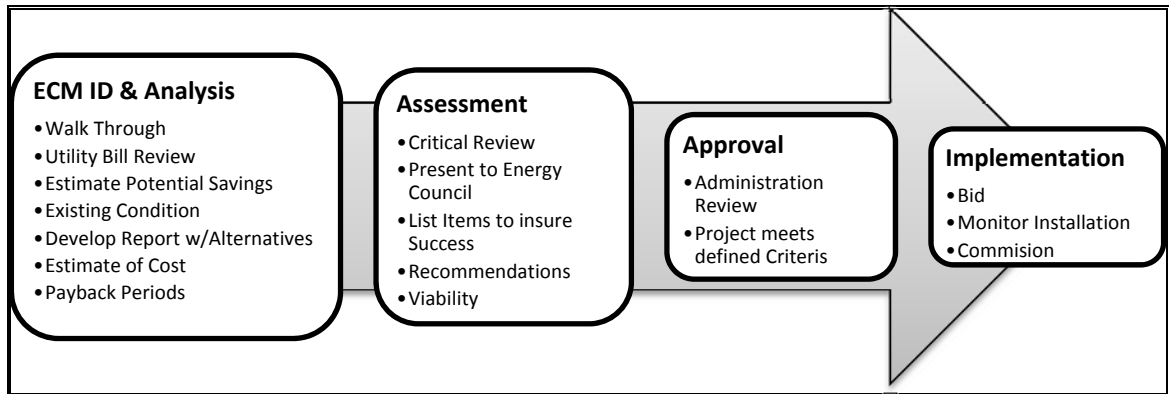 ECM ID & Analysis
•Walk Through
•Utility Bill Review
•Estimate Potential Savings
•Existing Condition
•Develop Report w/Alternatives
•Estimate of Cost
•Payback Periods
Assessment
•Critical Review
•Present to Energy
Council
•List Items to insure
Success
•Recommendations
•Viability
Approval
•Administration
Review
•Project meets
defined Criteris
Implementation
•Bid
•Monitor Installation
•Commision